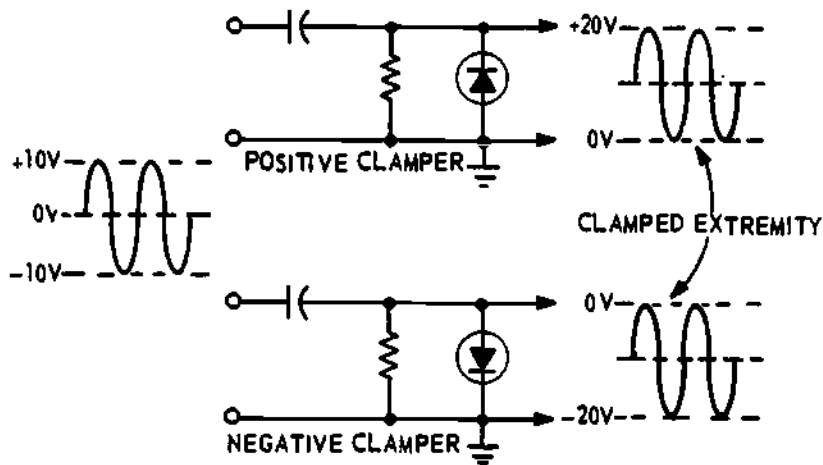 +20V
0V
POSITIVE CLAMPER
+10V
0V
-10V
CLAMPED EXTREMITY
0V
-20V
NEGATIVE CLAMPER